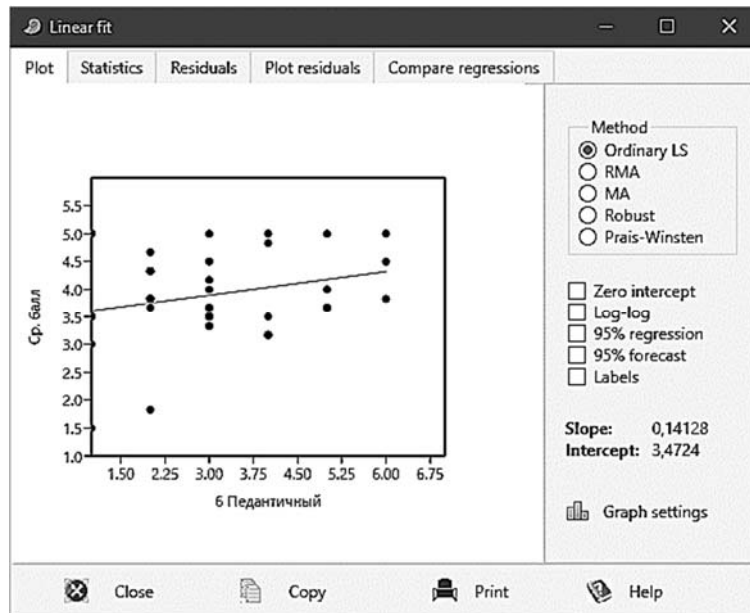 Linear fit
Plot Statistics Residuals Plot residuals Compare regressions
5.5
5.0
4.5
4.0
3.5
3.0
2.5
2.0
1.5
1.0
Ср. балл
1.50 2.25 3.00 3.75 4.50 5.25 6.00 6.75
6 Педантичный
Method
Ordinary LS
RMA
MA
Robust
Prais-Winsten
Zero intercept
Log-log
95% regression
95% forecast
Labels
Slope: 0,14128
Intercept: 3,4724
Graph settings
Close Copy Print Help